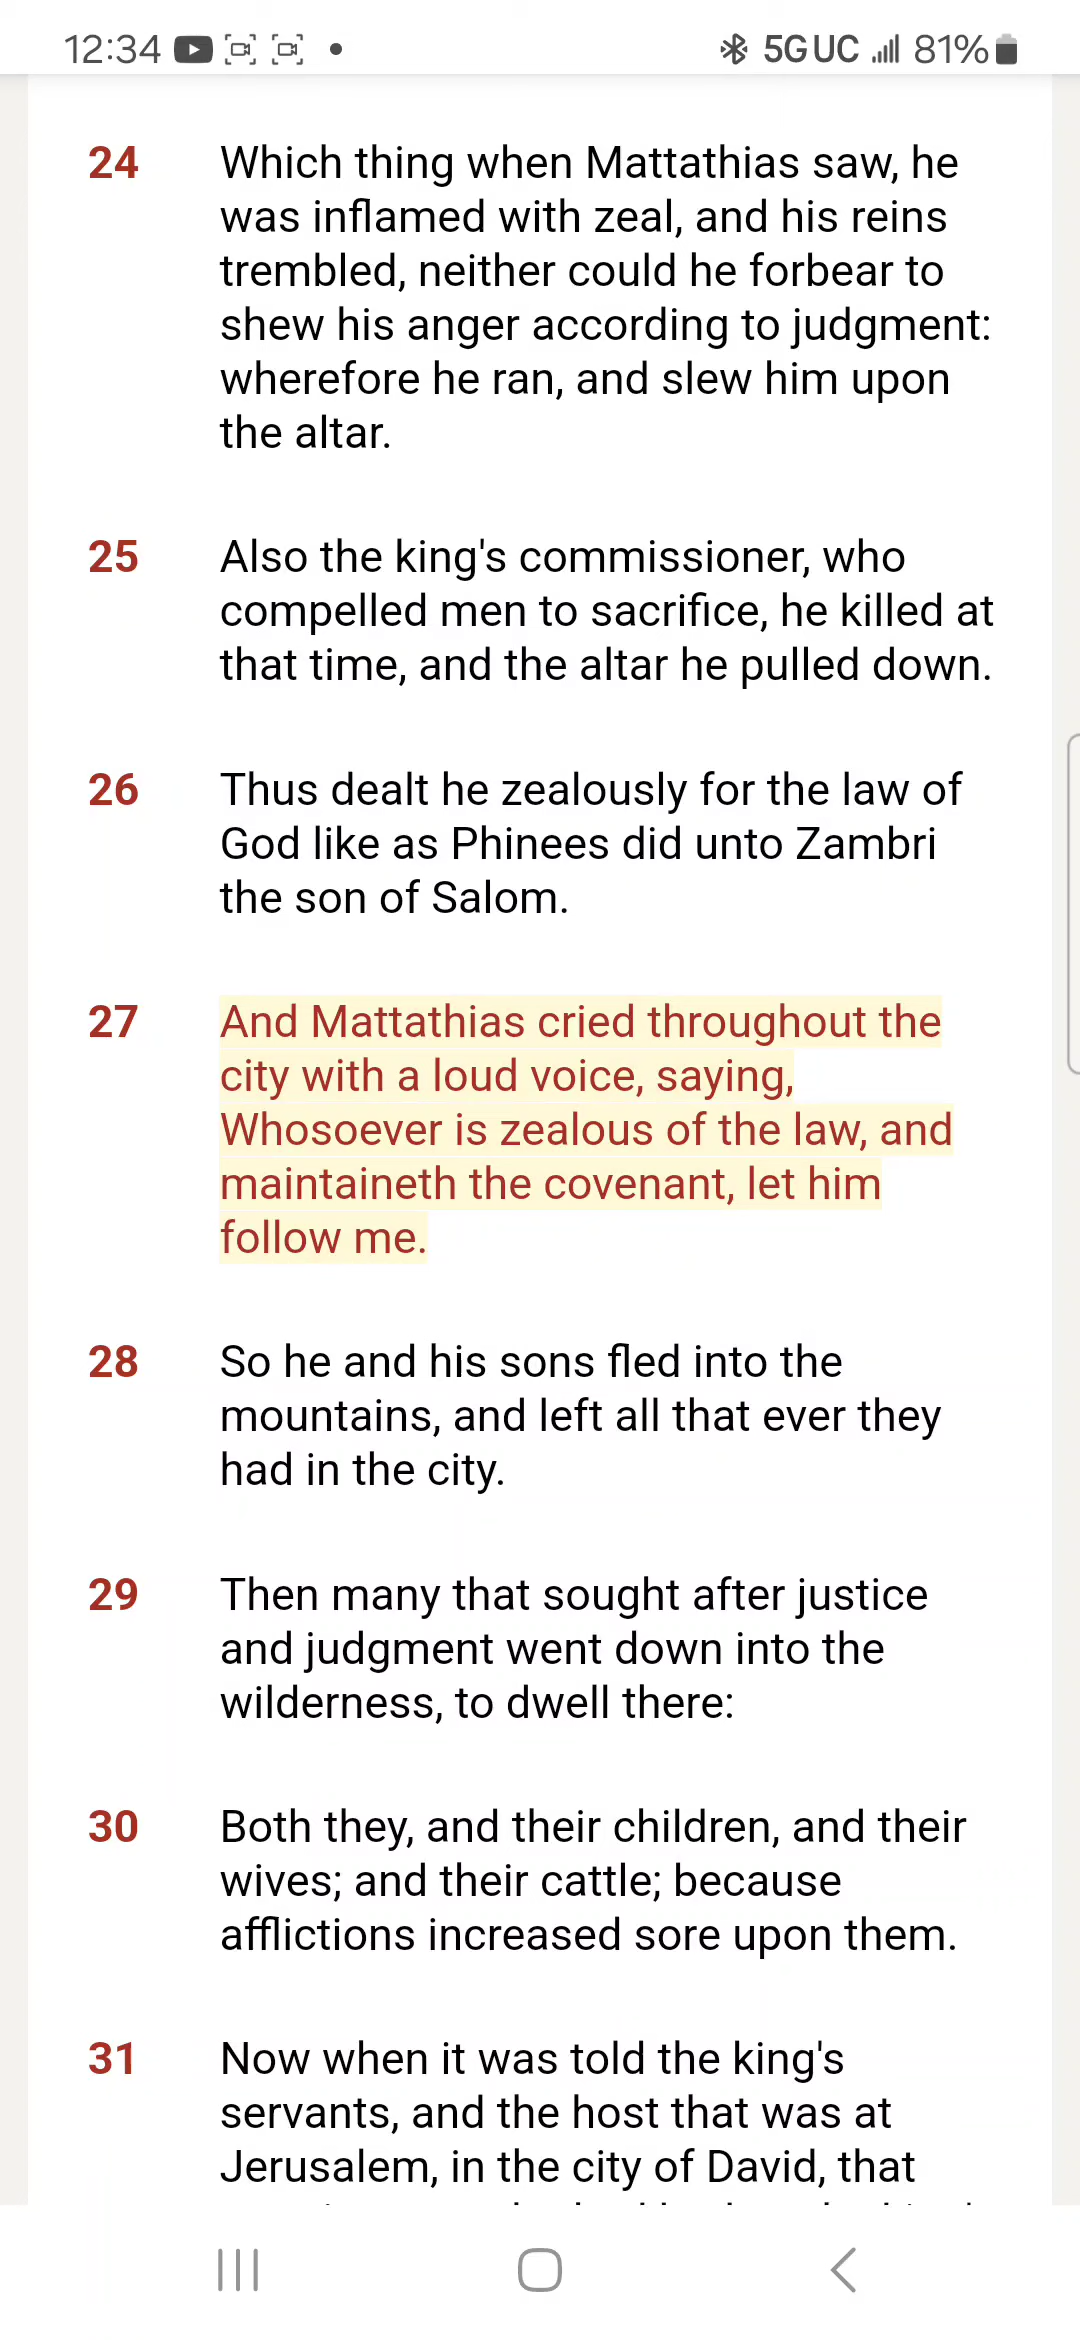 12:34 5G UC 81%
24 Which thing when Mattathias saw, he
was inflamed with zeal, and his reins
trembled, neither could he forbear to
shew his anger according to judgment:
wherefore he ran, and slew him upon
the altar.
25 Also the king's commissioner, who
compelled men to sacrifice, he killed at
that time, and the altar he pulled down.
26 Thus dealt he zealously for the law of
God like as Phinees did unto Zambri
the son of Salom.
27 And Mattathias cried throughout the
city with a loud voice, saying,
Whosoever is zealous of the law, and
maintaineth the covenant, let him
follow me.
28 So he and his sons fled into the
mountains, and left all that ever they
had in the city.
29 Then many that sought after justice
and judgment went down into the
wilderness, to dwell there:
30 Both they, and their children, and their
wives; and their cattle; because
afflictions increased sore upon them.
31 Now when it was told the king's
servants, and the host that was at
Jerusalem, in the city of David, that